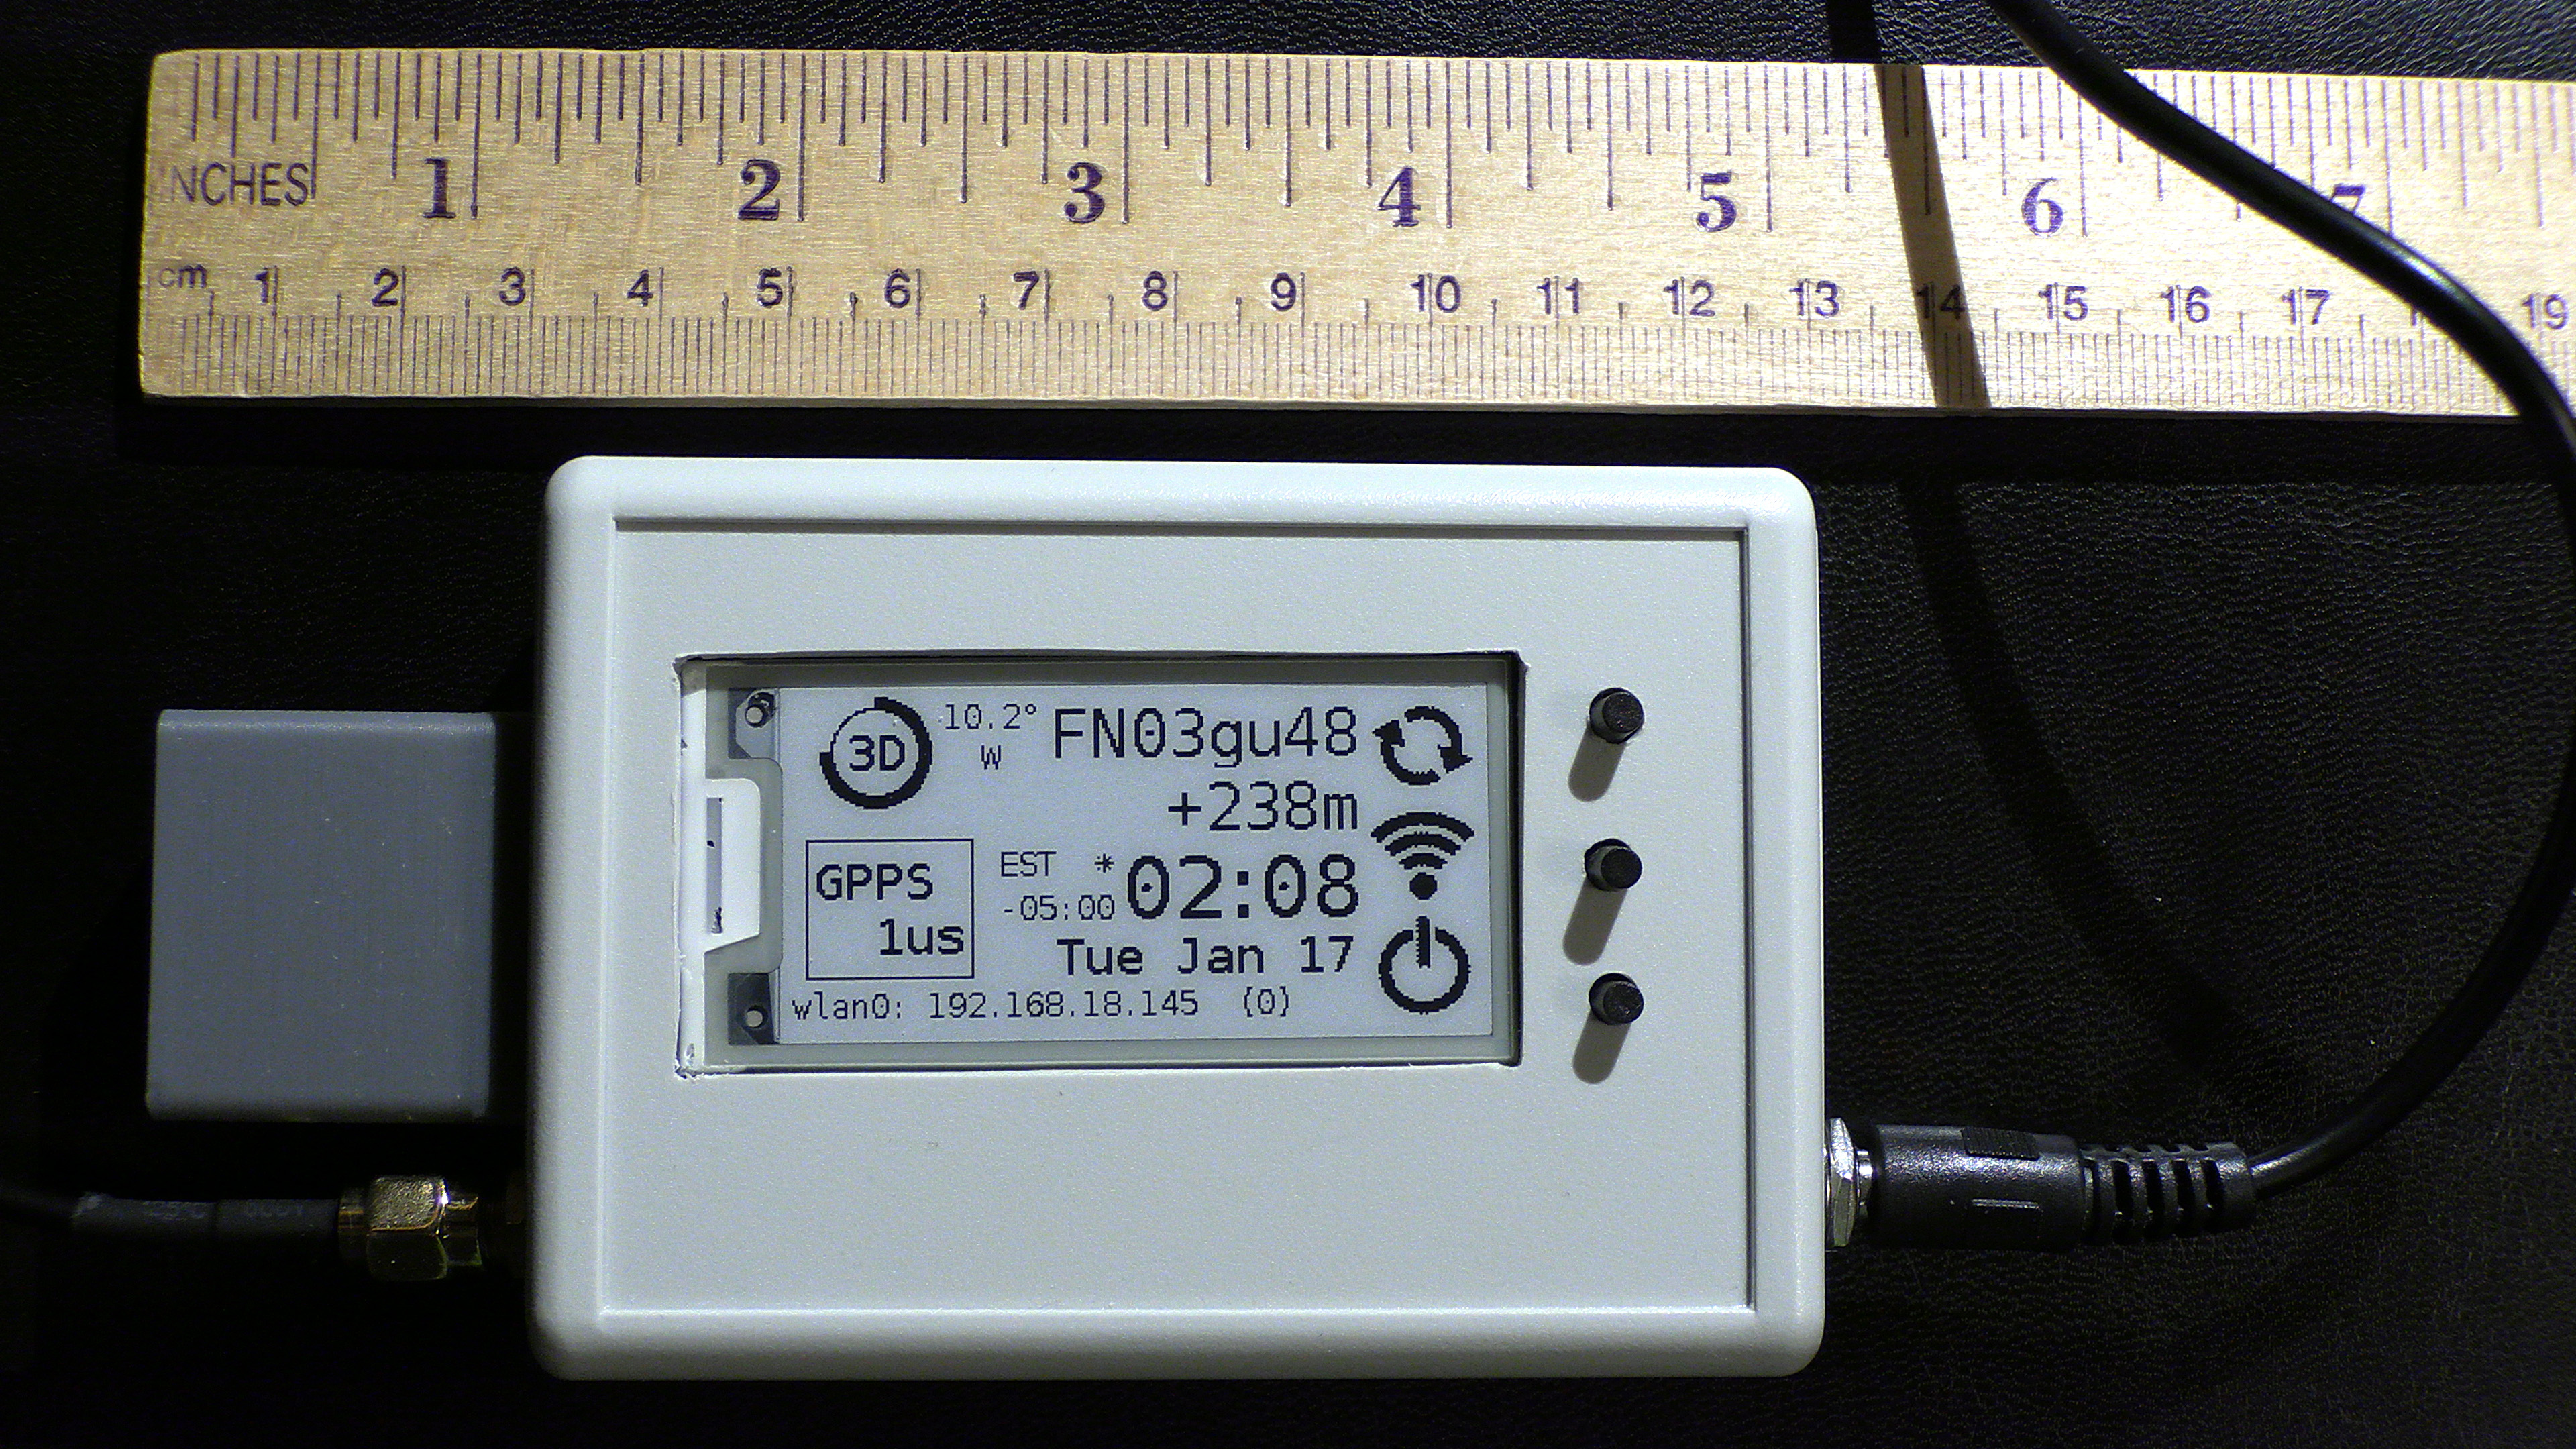 INCHES
1 2 3 4 5 6 7
cm 1 2 3 4 5 6 7 8 9 10 11 12 13 14 15 16 17 19
3D 10.2° W FN03gu48
+238m
GPPS 1us
EST * 02:08
-05:00
Tue Jan 17
wlan0: 192.168.18.145 {0}